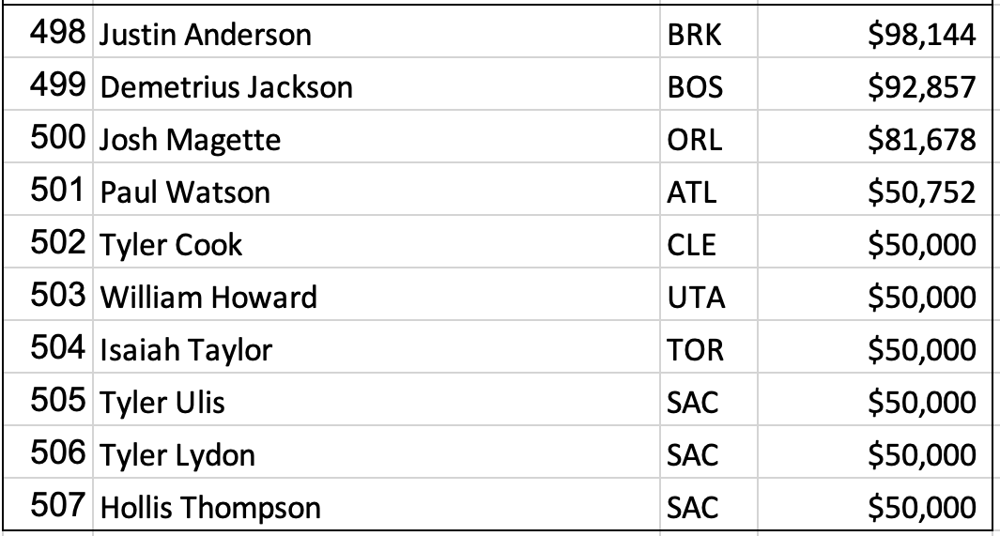 498 Justin Anderson BRK $98,144
499 Demetrius Jackson BOS $92,857
500 Josh Magette ORL $81,678
501 Paul Watson ATL $50,752
502 Tyler Cook CLE $50,000
503 William Howard UTA $50,000
504 Isaiah Taylor TOR $50,000
505 Tyler Ulis SAC $50,000
506 Tyler Lydon SAC $50,000
507 Hollis Thompson SAC $50,000